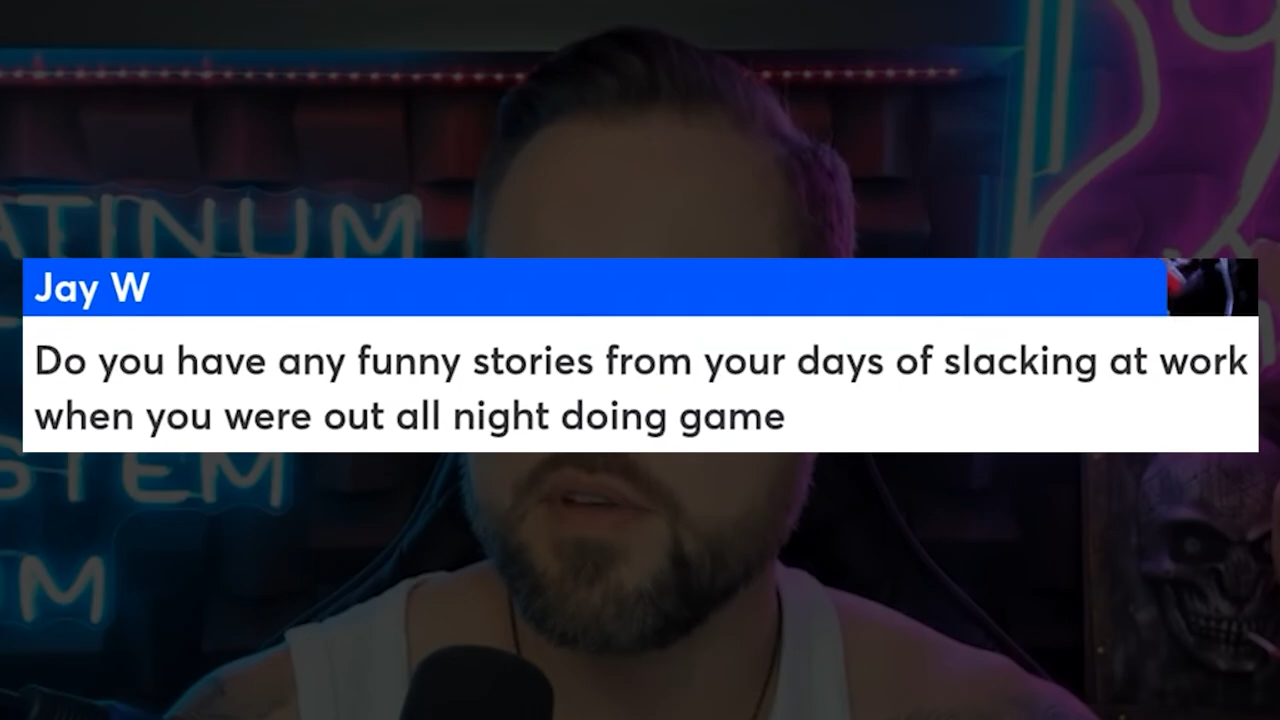 ATINUM
Jay W
Do you have any funny stories from your days of slacking at work
when you were out all night doing game
STEM
M